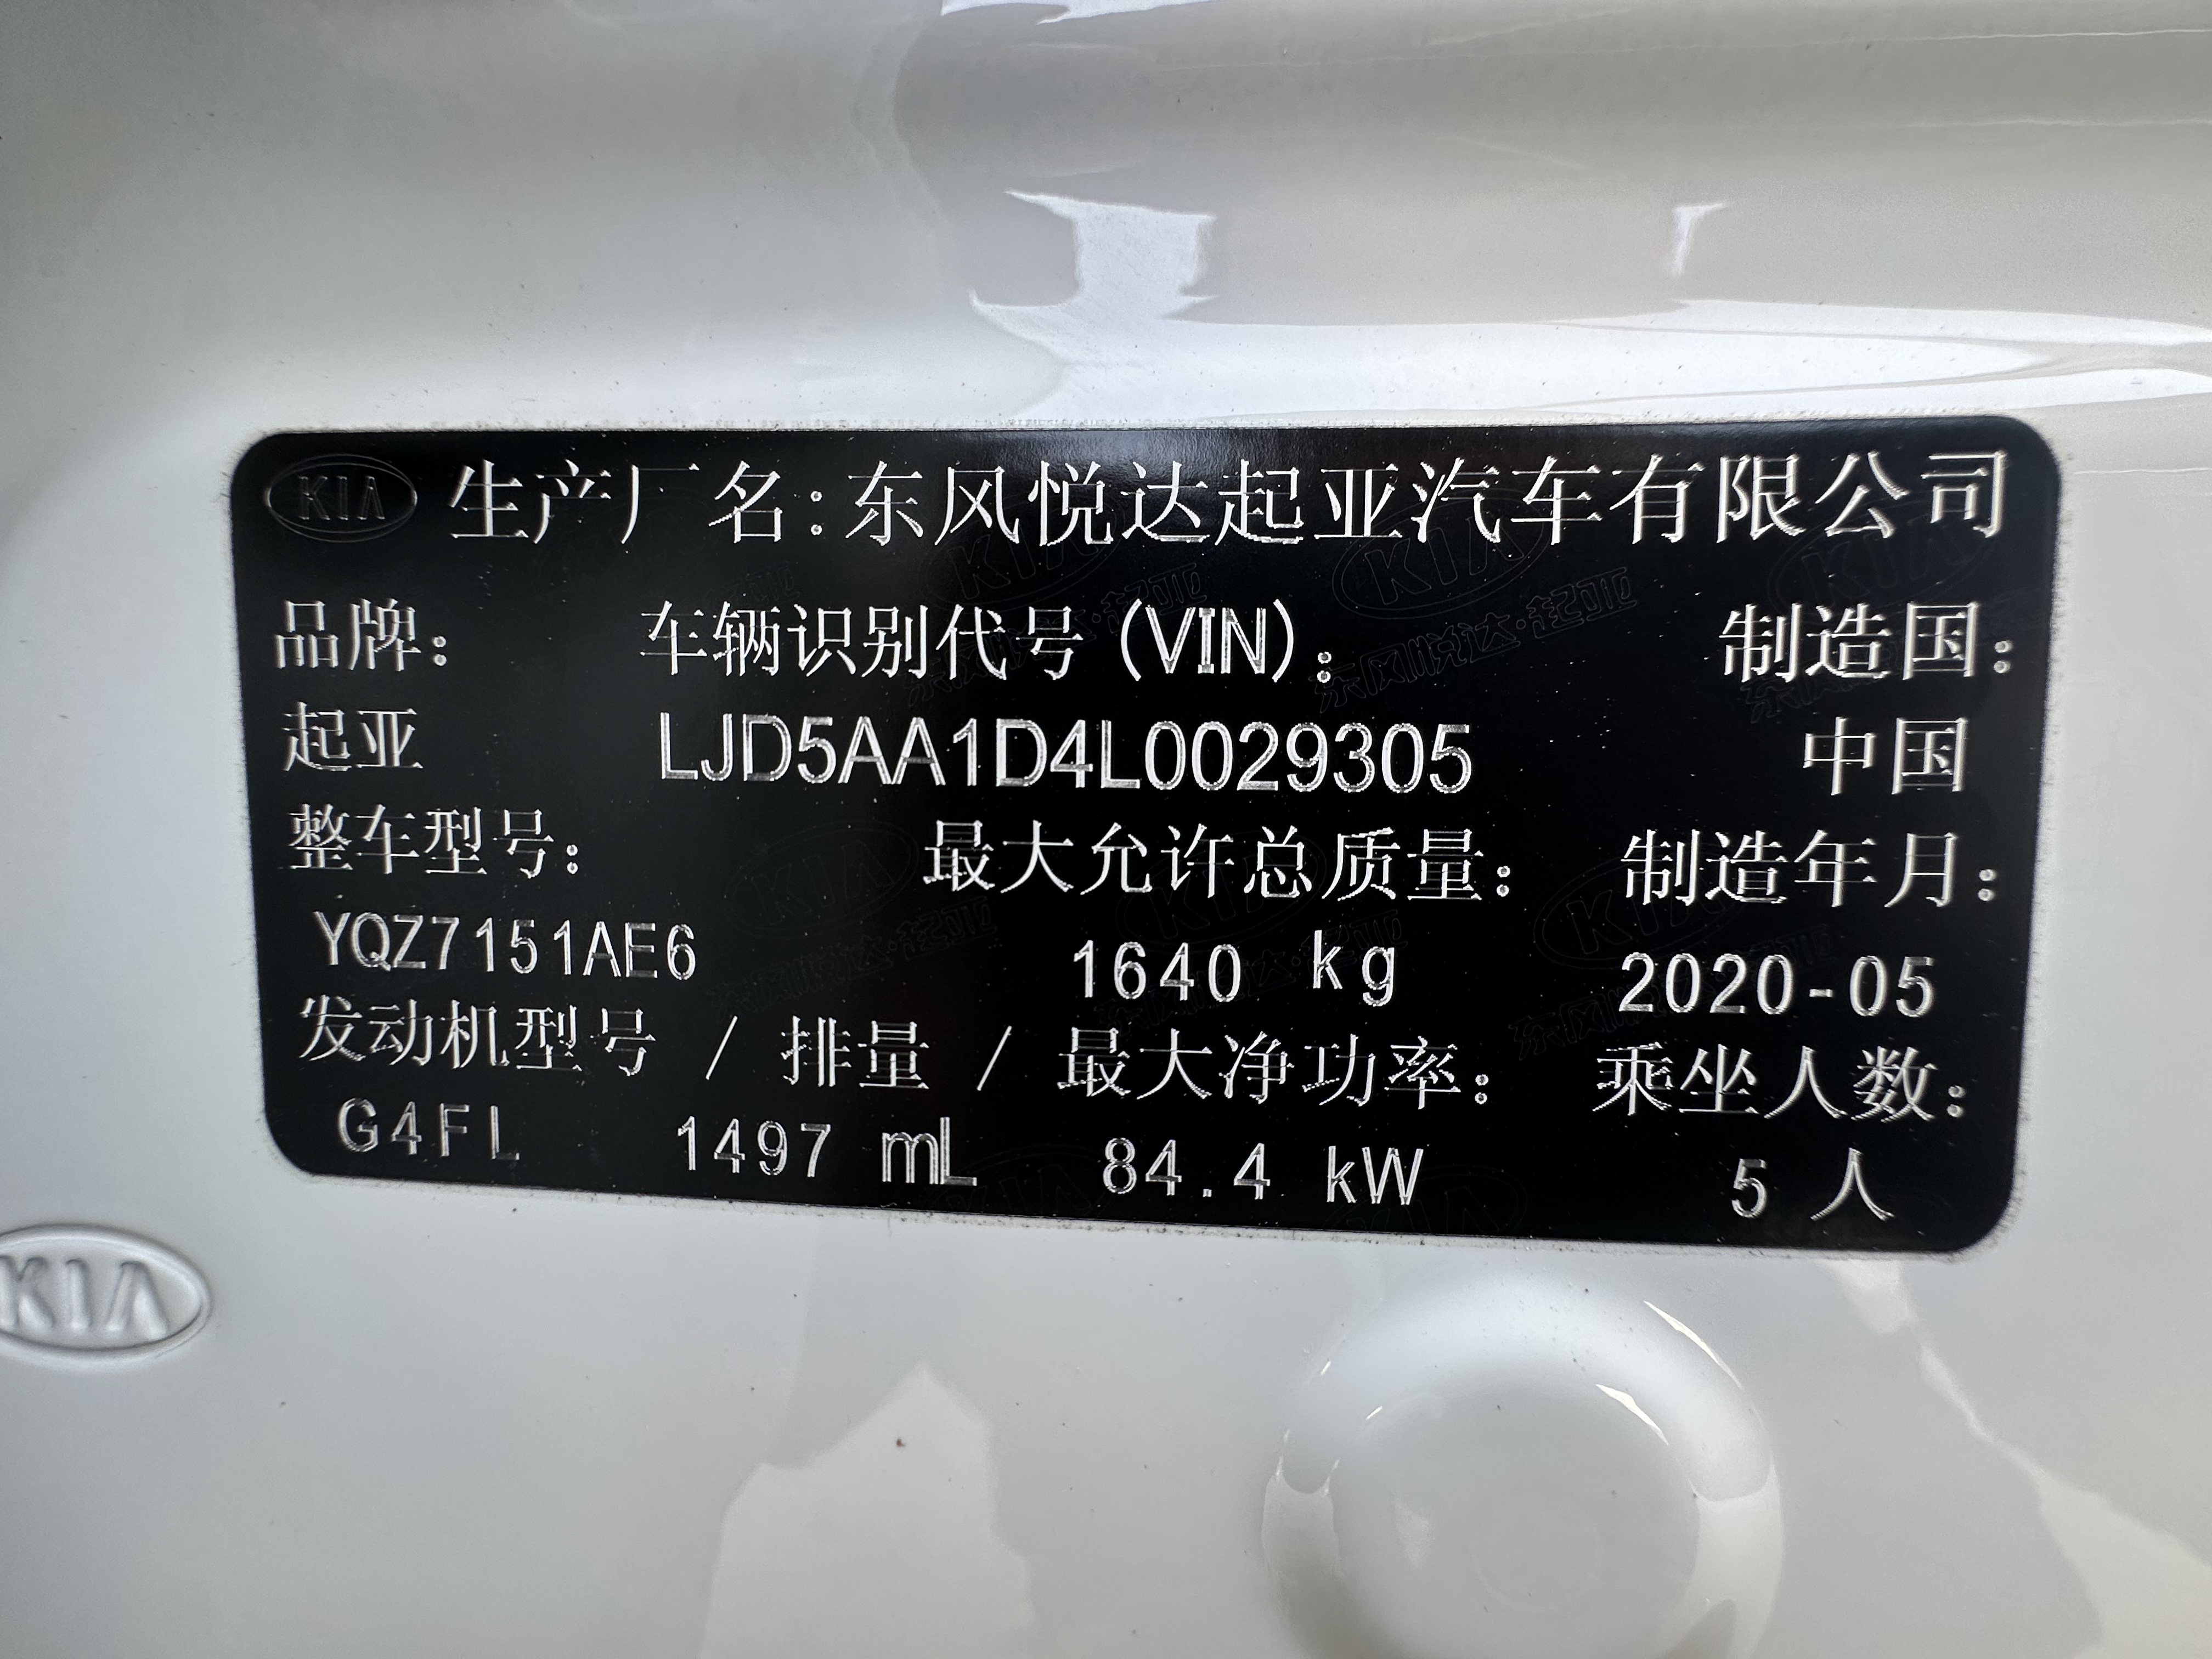 KIA 生产厂名:东风悦达起亚汽车有限公司
品牌: 车辆识别代号(VIN): 制造国:
起亚 LJD5AA1D4L0029305 中国
整车型号: 最大允许总质量: 制造年月:
YQZ7151AE6 1640 kg 2020-05
发动机型号 / 排量 / 最大净功率: 乘坐人数:
G4FL 1497 mL 84.4 kW 5 人
KIA